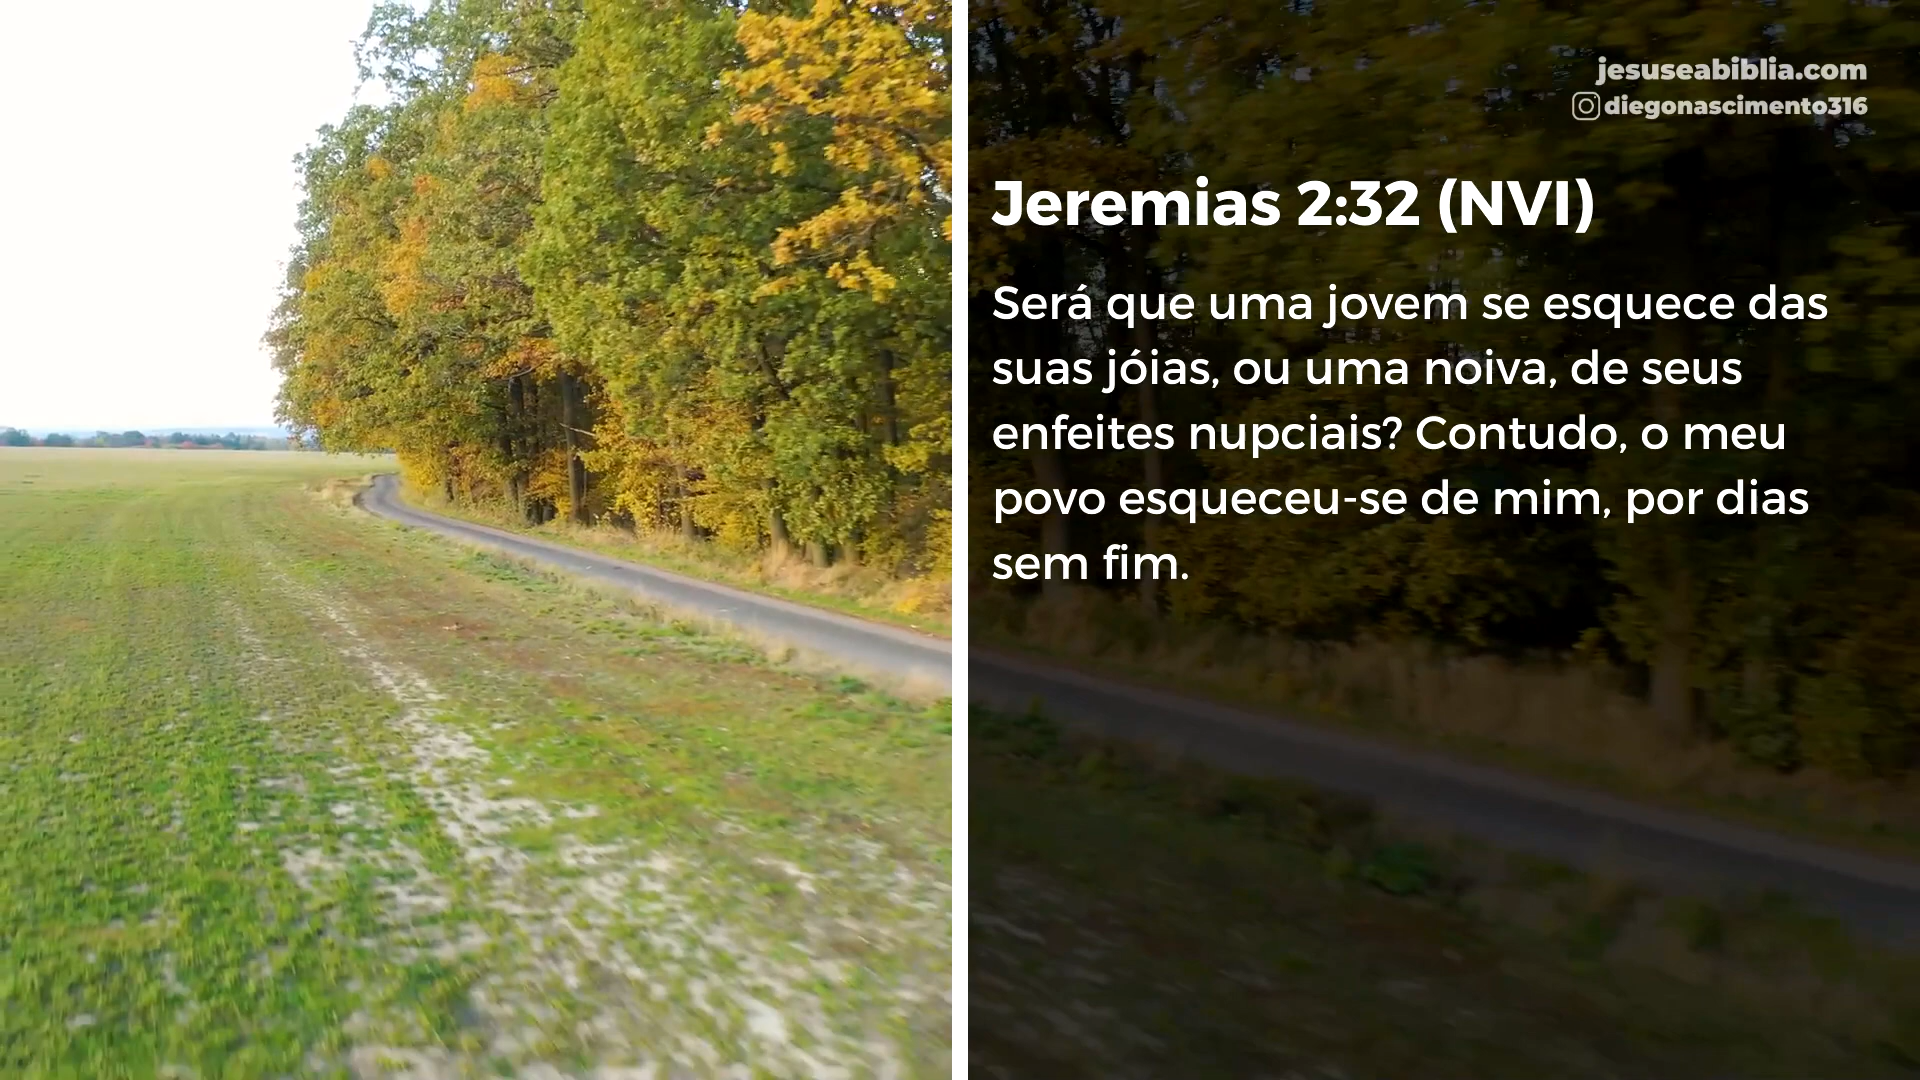 jesuseabiblia.com
diegonascimento316
Jeremias 2:32 (NVI)
Será que uma jovem se esquece das
suas jóias, ou uma noiva, de seus
enfeites nupciais? Contudo, o meu
povo esqueceu-se de mim, por dias
sem fim.